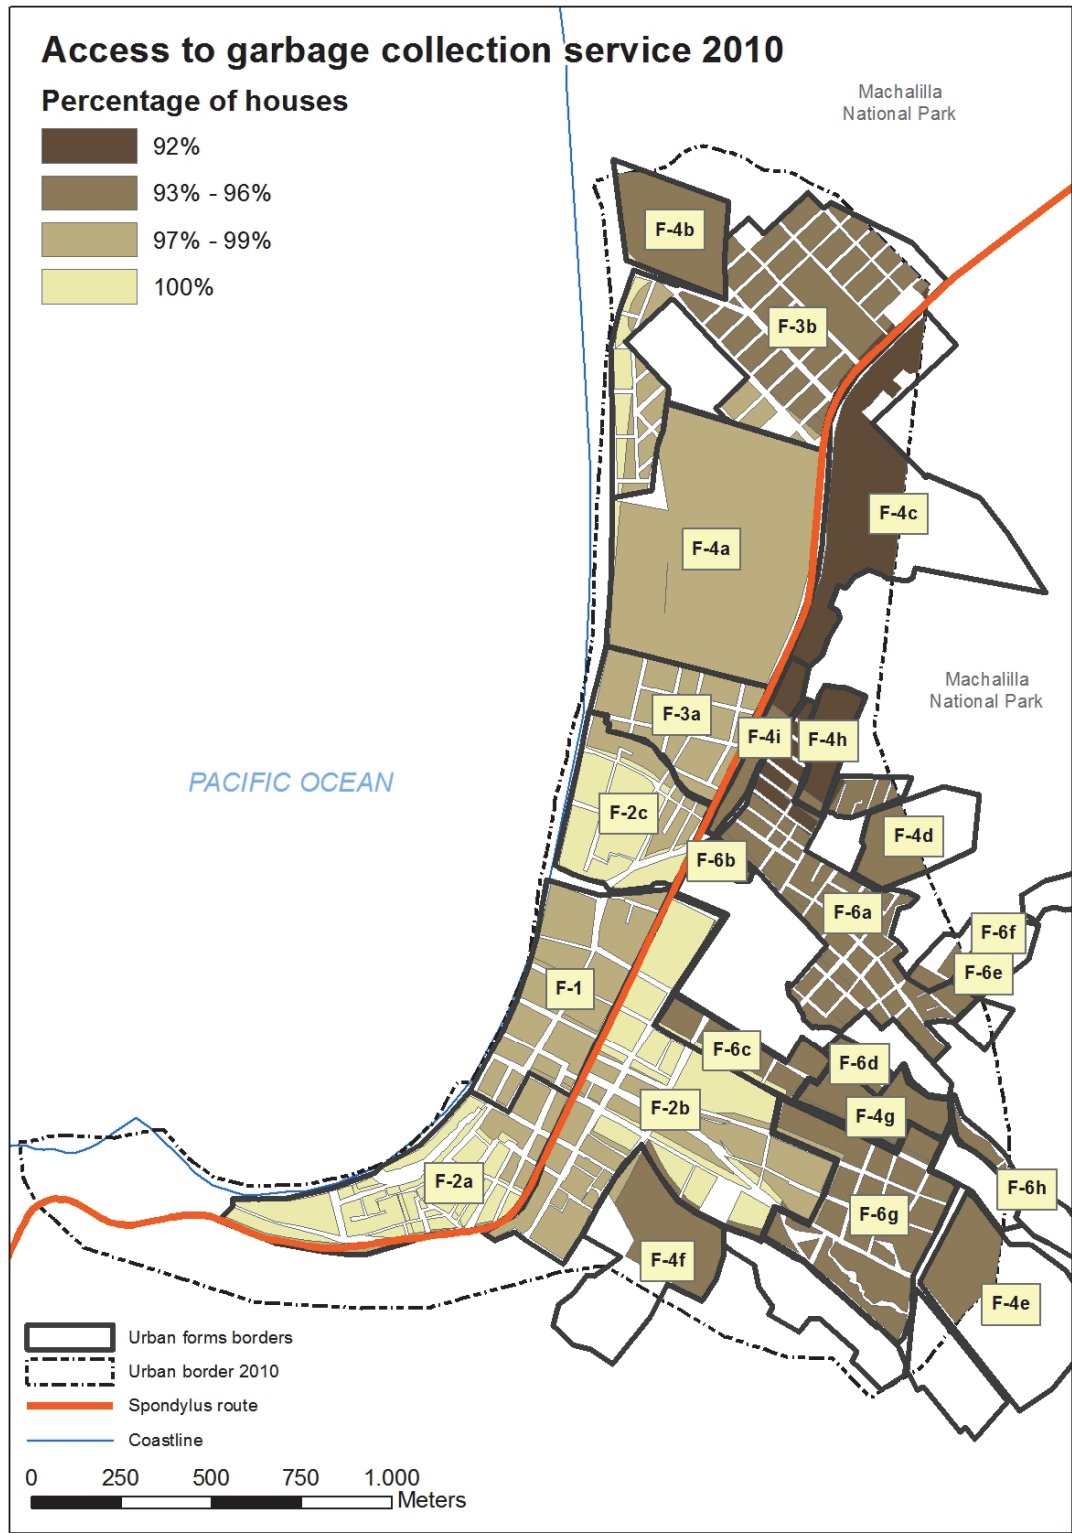 Access to garbage collection service 2010
Percentage of houses
92%
93% - 96%
97% - 99%
100%
Machalilla
National Park
F-4b
F-3b
F-4c
F-4a
Machalilla
National Park
F-3a
F-4i
F-4h
PACIFIC OCEAN
F-2c
F-4d
F-6b
F-6a
F-6f
F-6e
F-1
F-6c
F-6d
F-2b
F-4g
F-2a
F-6h
F-6g
F-4f
F-4e
Urban forms borders
Urban border 2010
Spondylus route
Coastline
0 250 500 750 1.000
Meters